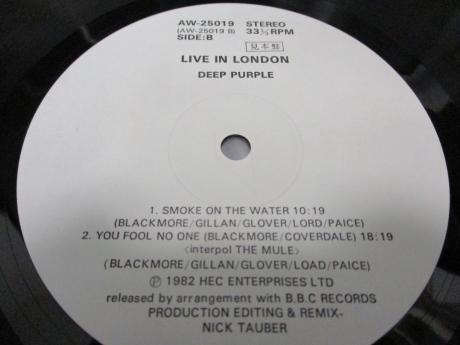 AW-25019 STEREO
(AW-25019 B) 33⅓RPM
SIDE:B 見本盤
LIVE IN LONDON
DEEP PURPLE
1. SMOKE ON THE WATER 10:19
(BLACKMORE/GILLAN/GLOVER/LORD/PAICE)
2. YOU FOOL NO ONE (BLACKMORE/COVERDALE) 18:19
<interpol THE MULE>
(BLACKMORE/GILLAN/GLOVER/LOAD/PAICE)
Ⓟ 1982 HEC ENTERPRISES LTD
released by arrangement with B.B.C RECORDS
PRODUCTION EDITING & REMIX-
NICK TAUBER